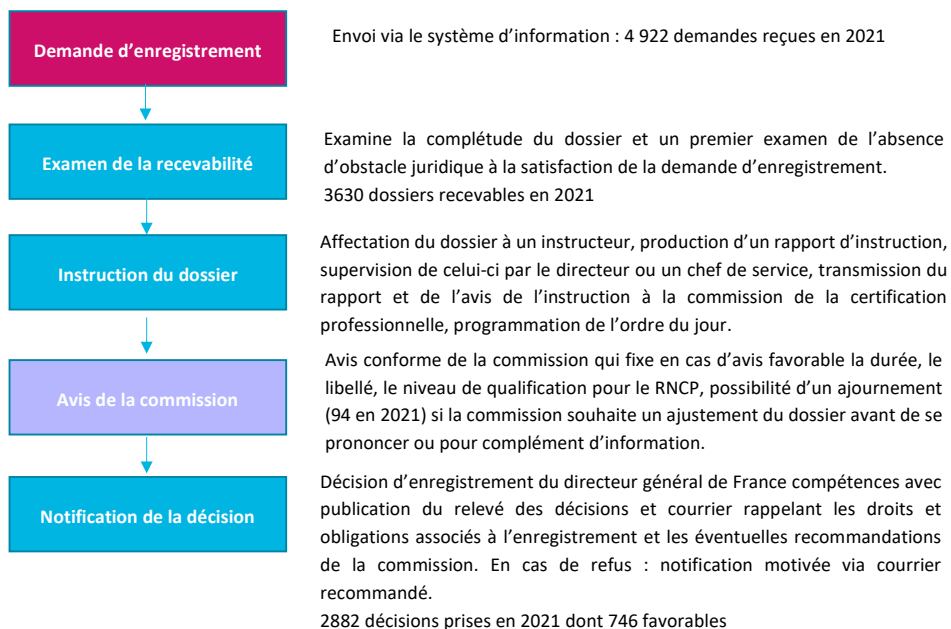 Demande d’enregistrement
Envoi via le système d’information : 4 922 demandes reçues en 2021
Examen de la recevabilité
Examine la complétude du dossier et un premier examen de l’absence
d’obstacle juridique à la satisfaction de la demande d’enregistrement.
3630 dossiers recevables en 2021
Instruction du dossier
Affectation du dossier à un instructeur, production d’un rapport d’instruction,
supervision de celui-ci par le directeur ou un chef de service, transmission du
rapport et de l’avis de l’instruction à la commission de la certification
professionnelle, programmation de l’ordre du jour.
Avis de la commission
Avis conforme de la commission qui fixe en cas d’avis favorable la durée, le
libellé, le niveau de qualification pour le RNCP, possibilité d’un ajournement
(94 en 2021) si la commission souhaite un ajustement du dossier avant de se
prononcer ou pour complément d’information.
Notification de la décision
Décision d’enregistrement du directeur général de France compétences avec
publication du relevé des décisions et courrier rappelant les droits et
obligations associés à l’enregistrement et les éventuelles recommandations
de la commission. En cas de refus : notification motivée via courrier
recommandé.
2882 décisions prises en 2021 dont 746 favorables